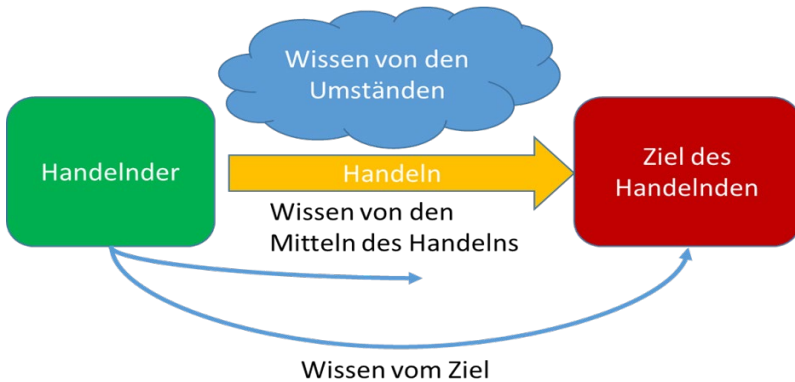 Wissen von den
Umständen
Handelnder
Handeln
Ziel des
Handelnden
Wissen von den
Mitteln des Handelns
Wissen vom Ziel